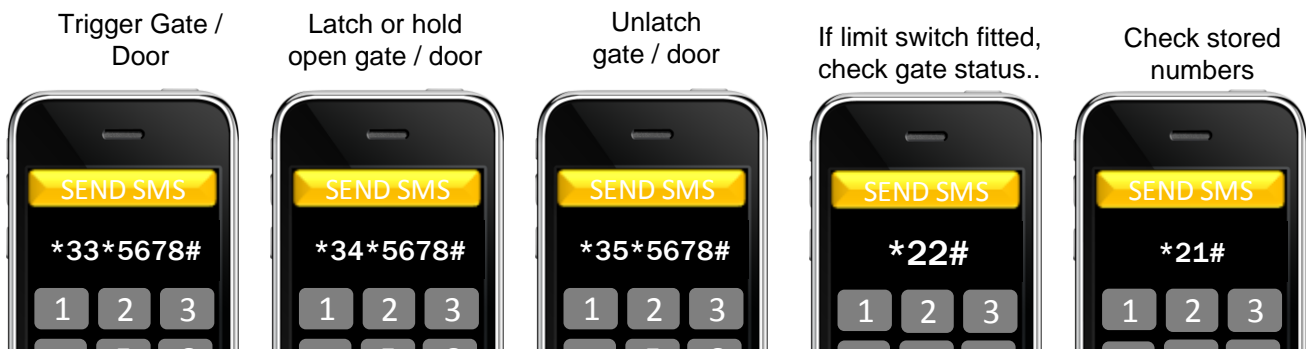 Trigger Gate /
Door
SEND SMS
*33*5678#
1 2 3
Latch or hold
open gate / door
SEND SMS
*34*5678#
1 2 3
Unlatch
gate / door
SEND SMS
*35*5678#
1 2 3
If limit switch fitted,
check gate status..
SEND SMS
*22#
1 2 3
Check stored
numbers
SEND SMS
*21#
1 2 3